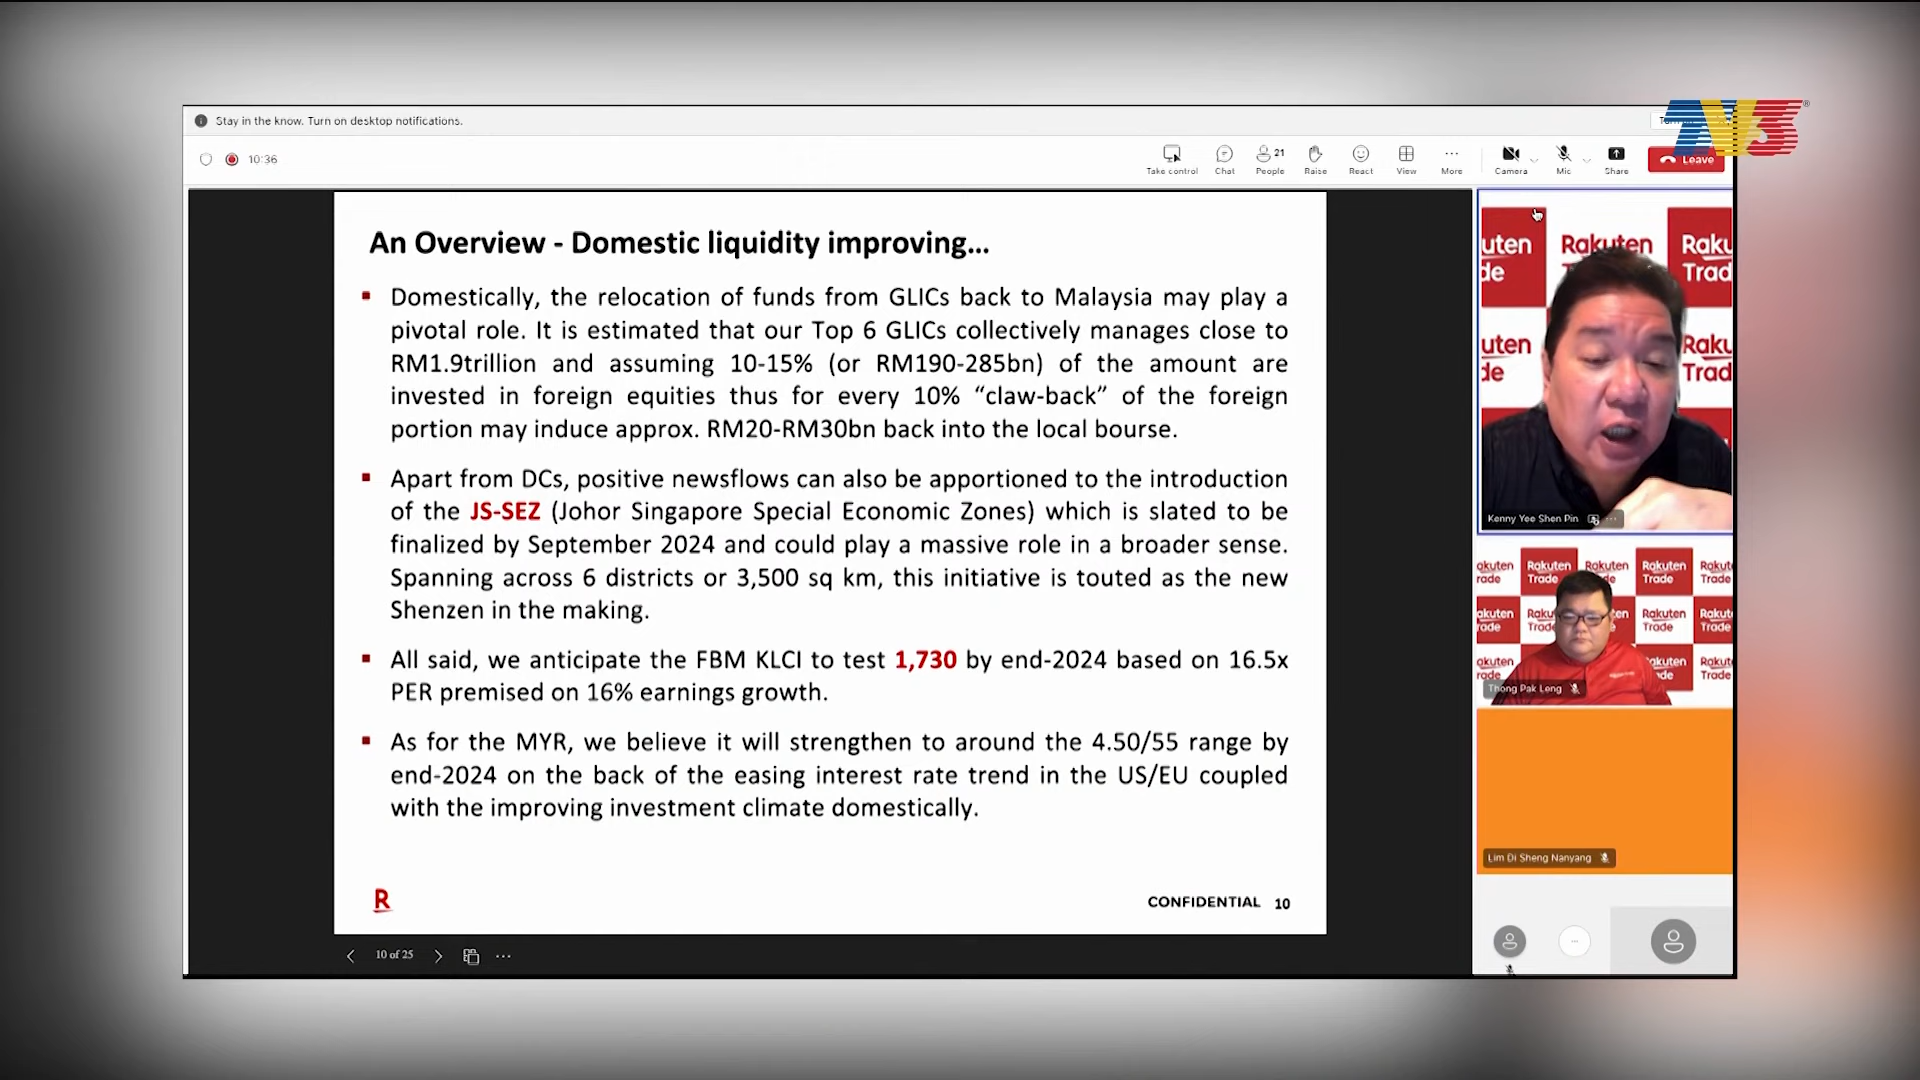 Stay in the know. Turn on desktop notifications.
TV3
10:36
Take control
Chat
21
People
Raise
React
View
More
Camera
Mic
Share
Leave
An Overview - Domestic liquidity improving...
Domestically, the relocation of funds from GLICs back to Malaysia may play a
pivotal role. It is estimated that our Top 6 GLICs collectively manages close to
RM1.9trillion and assuming 10-15% (or RM190-285bn) of the amount are
invested in foreign equities thus for every 10% “claw-back” of the foreign
portion may induce approx. RM20-RM30bn back into the local bourse.
Apart from DCs, positive newsflows can also be apportioned to the introduction
of the JS-SEZ (Johor Singapore Special Economic Zones) which is slated to be
finalized by September 2024 and could play a massive role in a broader sense.
Spanning across 6 districts or 3,500 sq km, this initiative is touted as the new
Shenzen in the making.
All said, we anticipate the FBM KLCI to test 1,730 by end-2024 based on 16.5x
PER premised on 16% earnings growth.
As for the MYR, we believe it will strengthen to around the 4.50/55 range by
end-2024 on the back of the easing interest rate trend in the US/EU coupled
with the improving investment climate domestically.
R
CONFIDENTIAL 10
10 of 25
Rakuten
Trade
Kenny Yee Shen Pin
Rakuten
Trade
Rakuten
Rakuten
Trade
Rakuten
Trade
Thong Pak Leng
Lim Di Sheng Nanyang